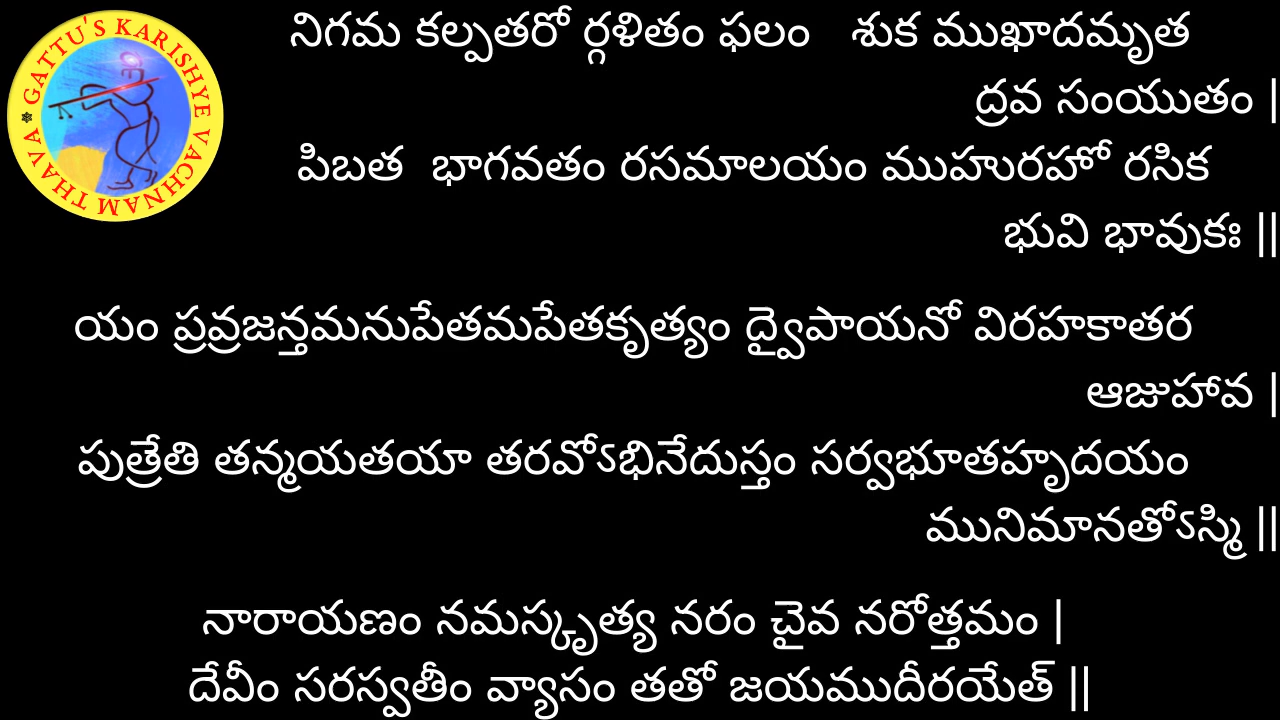 GATTU'S KARISHYE VACHNAM THAVA
నిగమ కల్పతరో ర్గళితం ఫలం శుక ముఖాదమృత
ద్రవ సంయుతం |
పిబత భాగవతం రసమాలయం ముహురహో రసిక
భువి భావుకః ||
యం ప్రవ్రజన్తమనుపేతమపేతకృత్యం ద్వైపాయనో విరహకాతర
ఆజుహావ |
పుత్రేతి తన్మయతయా తరవోఽభినేదుస్తం సర్వభూతహృదయం
మునిమానతోఽస్మి ||
నారాయణం నమస్కృత్య నరం చైవ నరోత్తమం |
దేవీం సరస్వతీం వ్యాసం తతో జయముదీరయేత్ ||